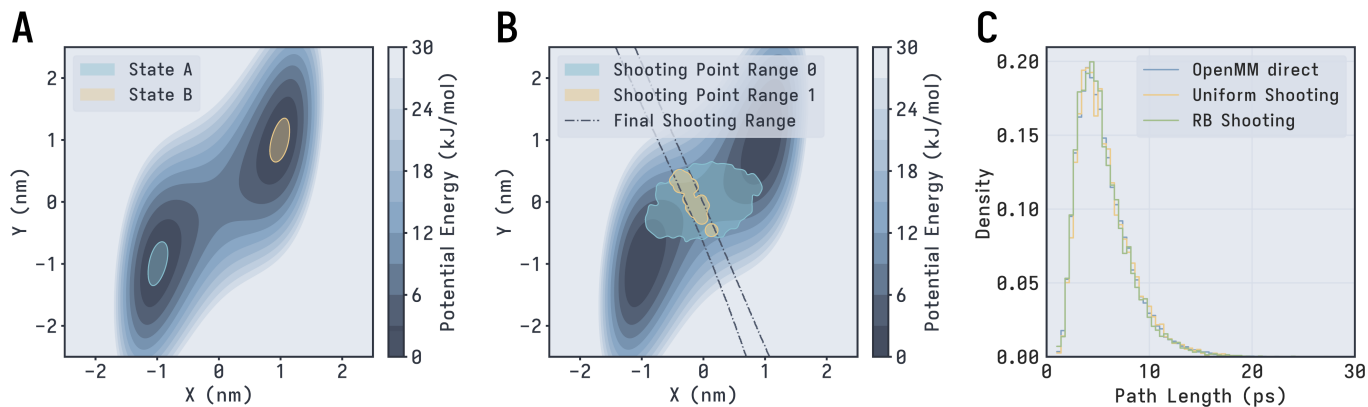 A
State A
State B
2
1
0
−1
−2
Y (nm)
−2
−1
0
1
2
X (nm)
30
24
18
12
6
0
Potential Energy (kJ/mol)
B
Shooting Point Range 0
Shooting Point Range 1
Final Shooting Range
2
1
0
−1
−2
Y (nm)
−2
−1
0
1
2
X (nm)
30
24
18
12
6
0
Potential Energy (kJ/mol)
C
OpenMM direct
Uniform Shooting
RB Shooting
0.20
0.15
0.10
0.05
0.00
Density
0
10
20
30
Path Length (ps)